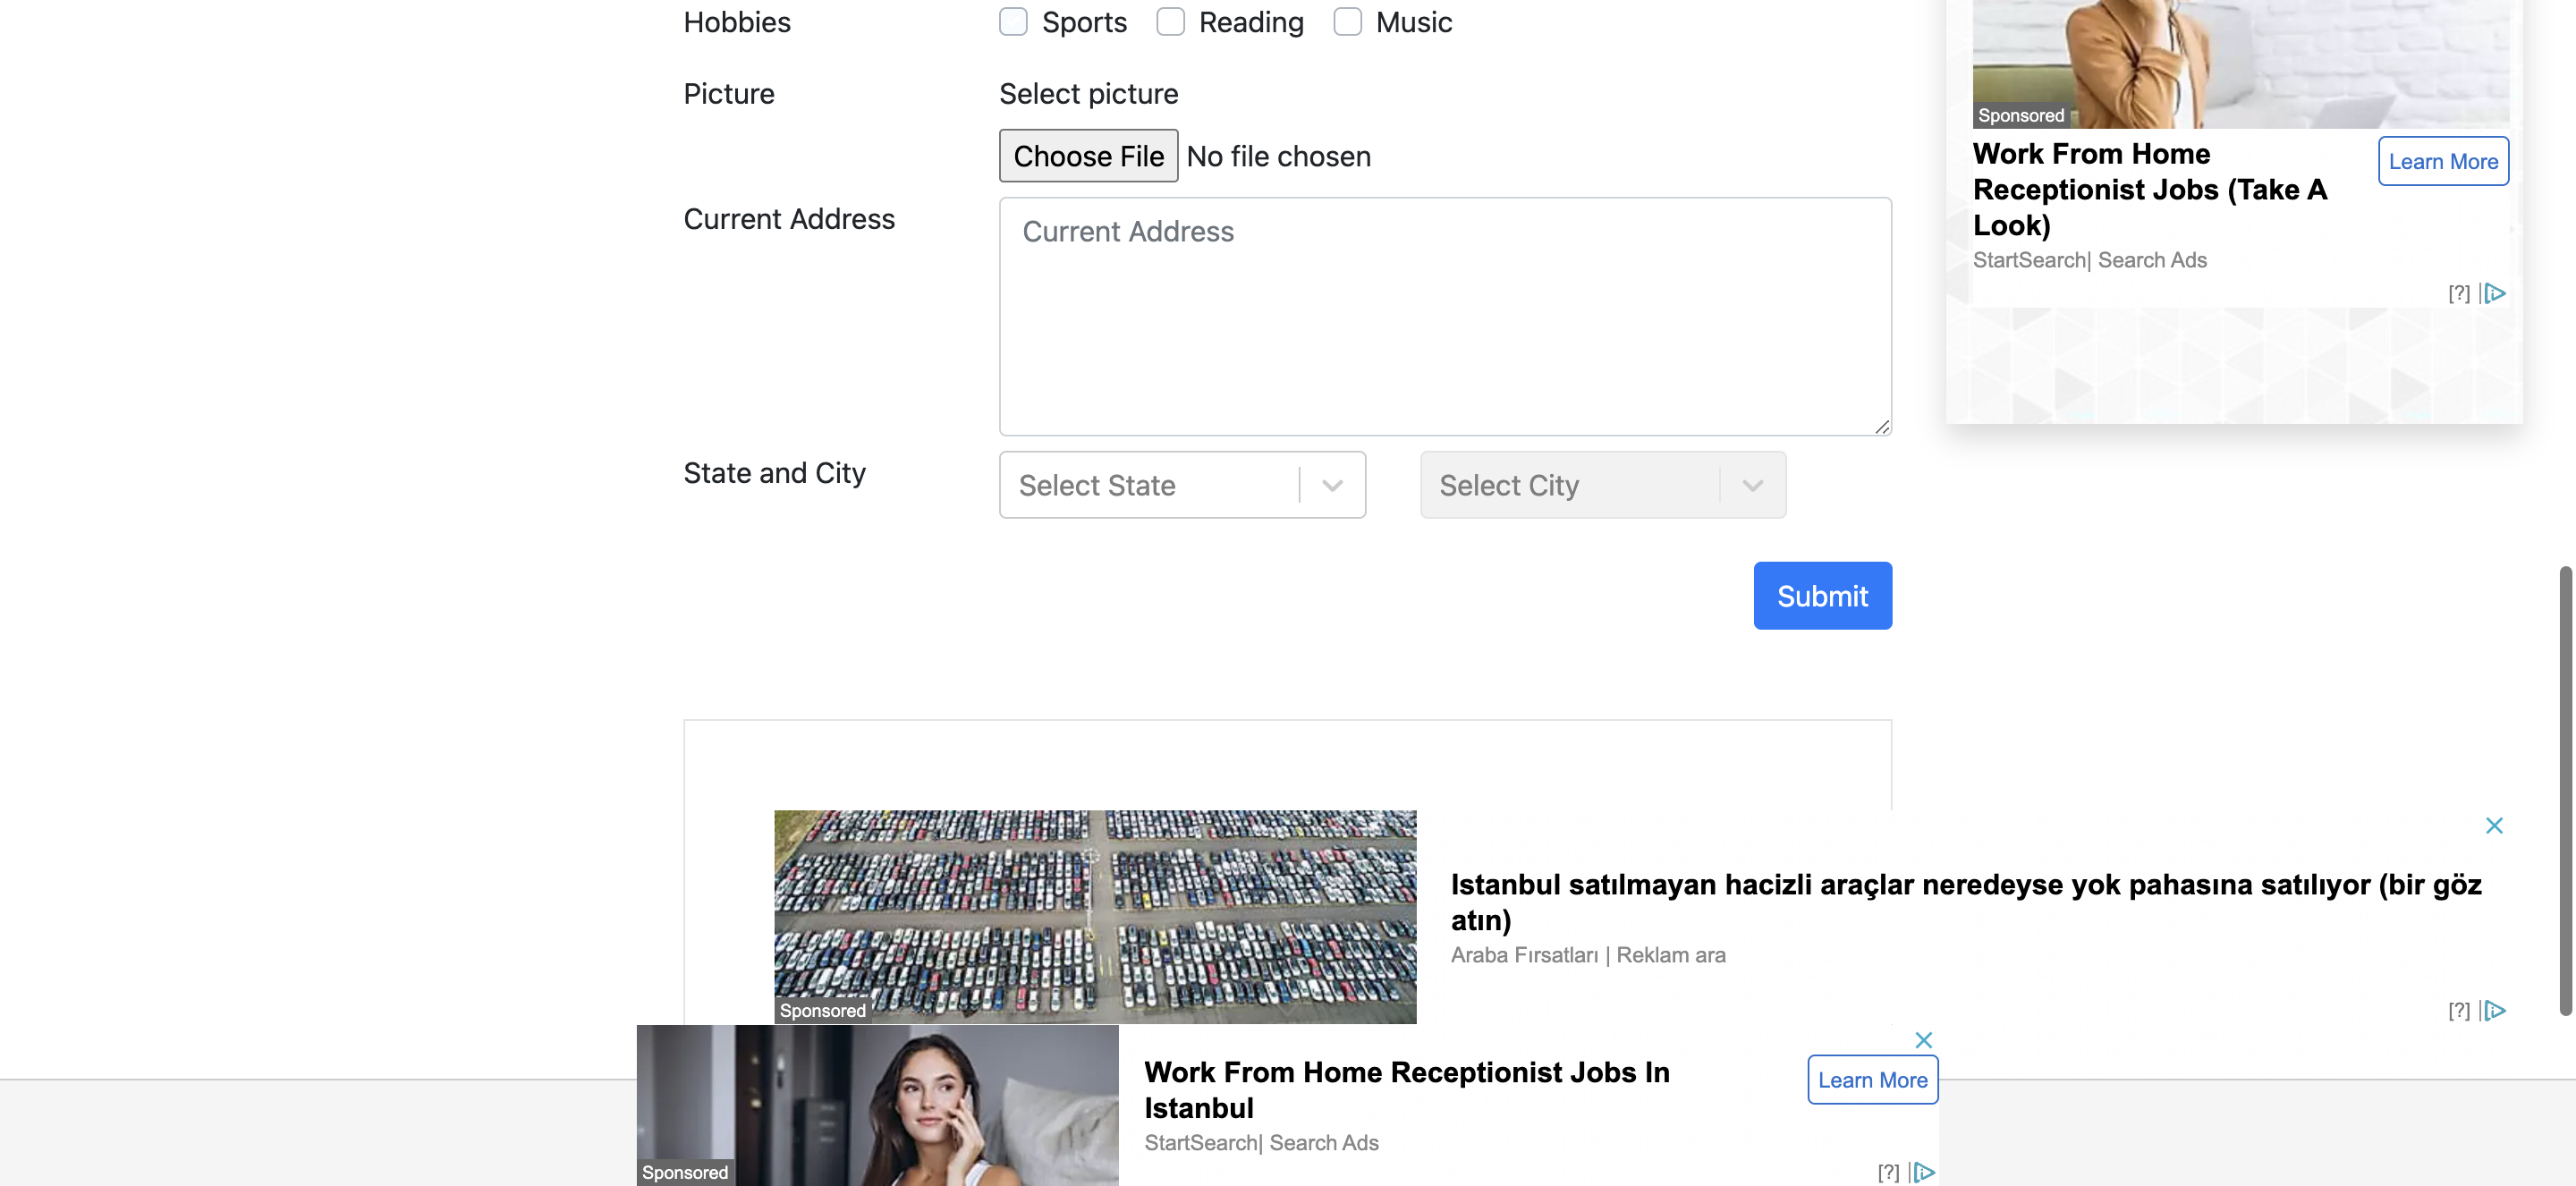 Hobbies
Sports
Reading
Music
Picture
Select picture
Choose File
No file chosen
Current Address
Current Address
State and City
Select State
Select City
Submit
Sponsored
Work From Home
Receptionist Jobs (Take A
Look)
Learn More
StartSearch| Search Ads
[?]
Istanbul satılmayan hacizli araçlar neredeyse yok pahasına satılıyor (bir göz
atın)
Araba Fırsatları | Reklam ara
Sponsored
[?]
Work From Home Receptionist Jobs In
Istanbul
Learn More
StartSearch| Search Ads
Sponsored
[?]